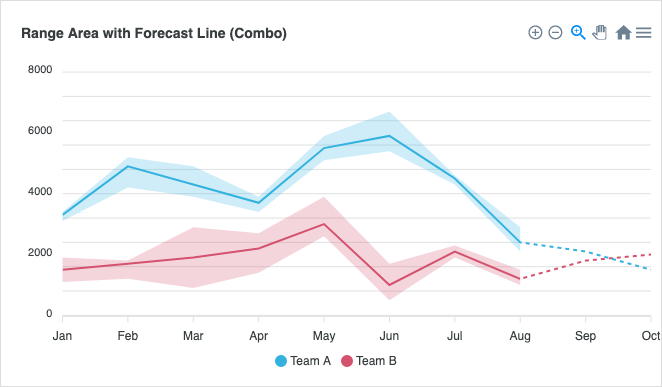 Range Area with Forecast Line (Combo)
8000
6000
4000
2000
0
Jan Feb Mar Apr May Jun Jul Aug Sep Oct
Team A Team B